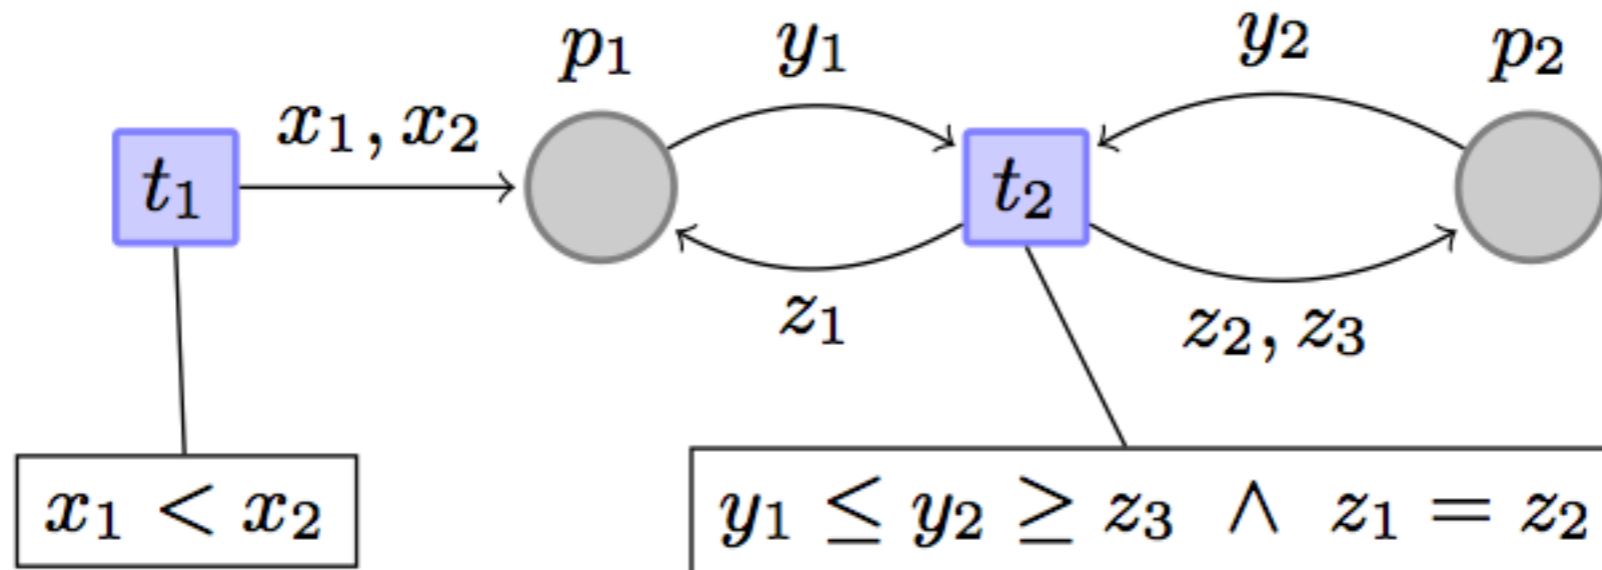 p₁ y₁ y₂ p₂
x₁, x₂
t₁ t₂
z₁ z₂, z₃
x₁ < x₂ y₁ ≤ y₂ ≥ z₃ ∧ z₁ = z₂